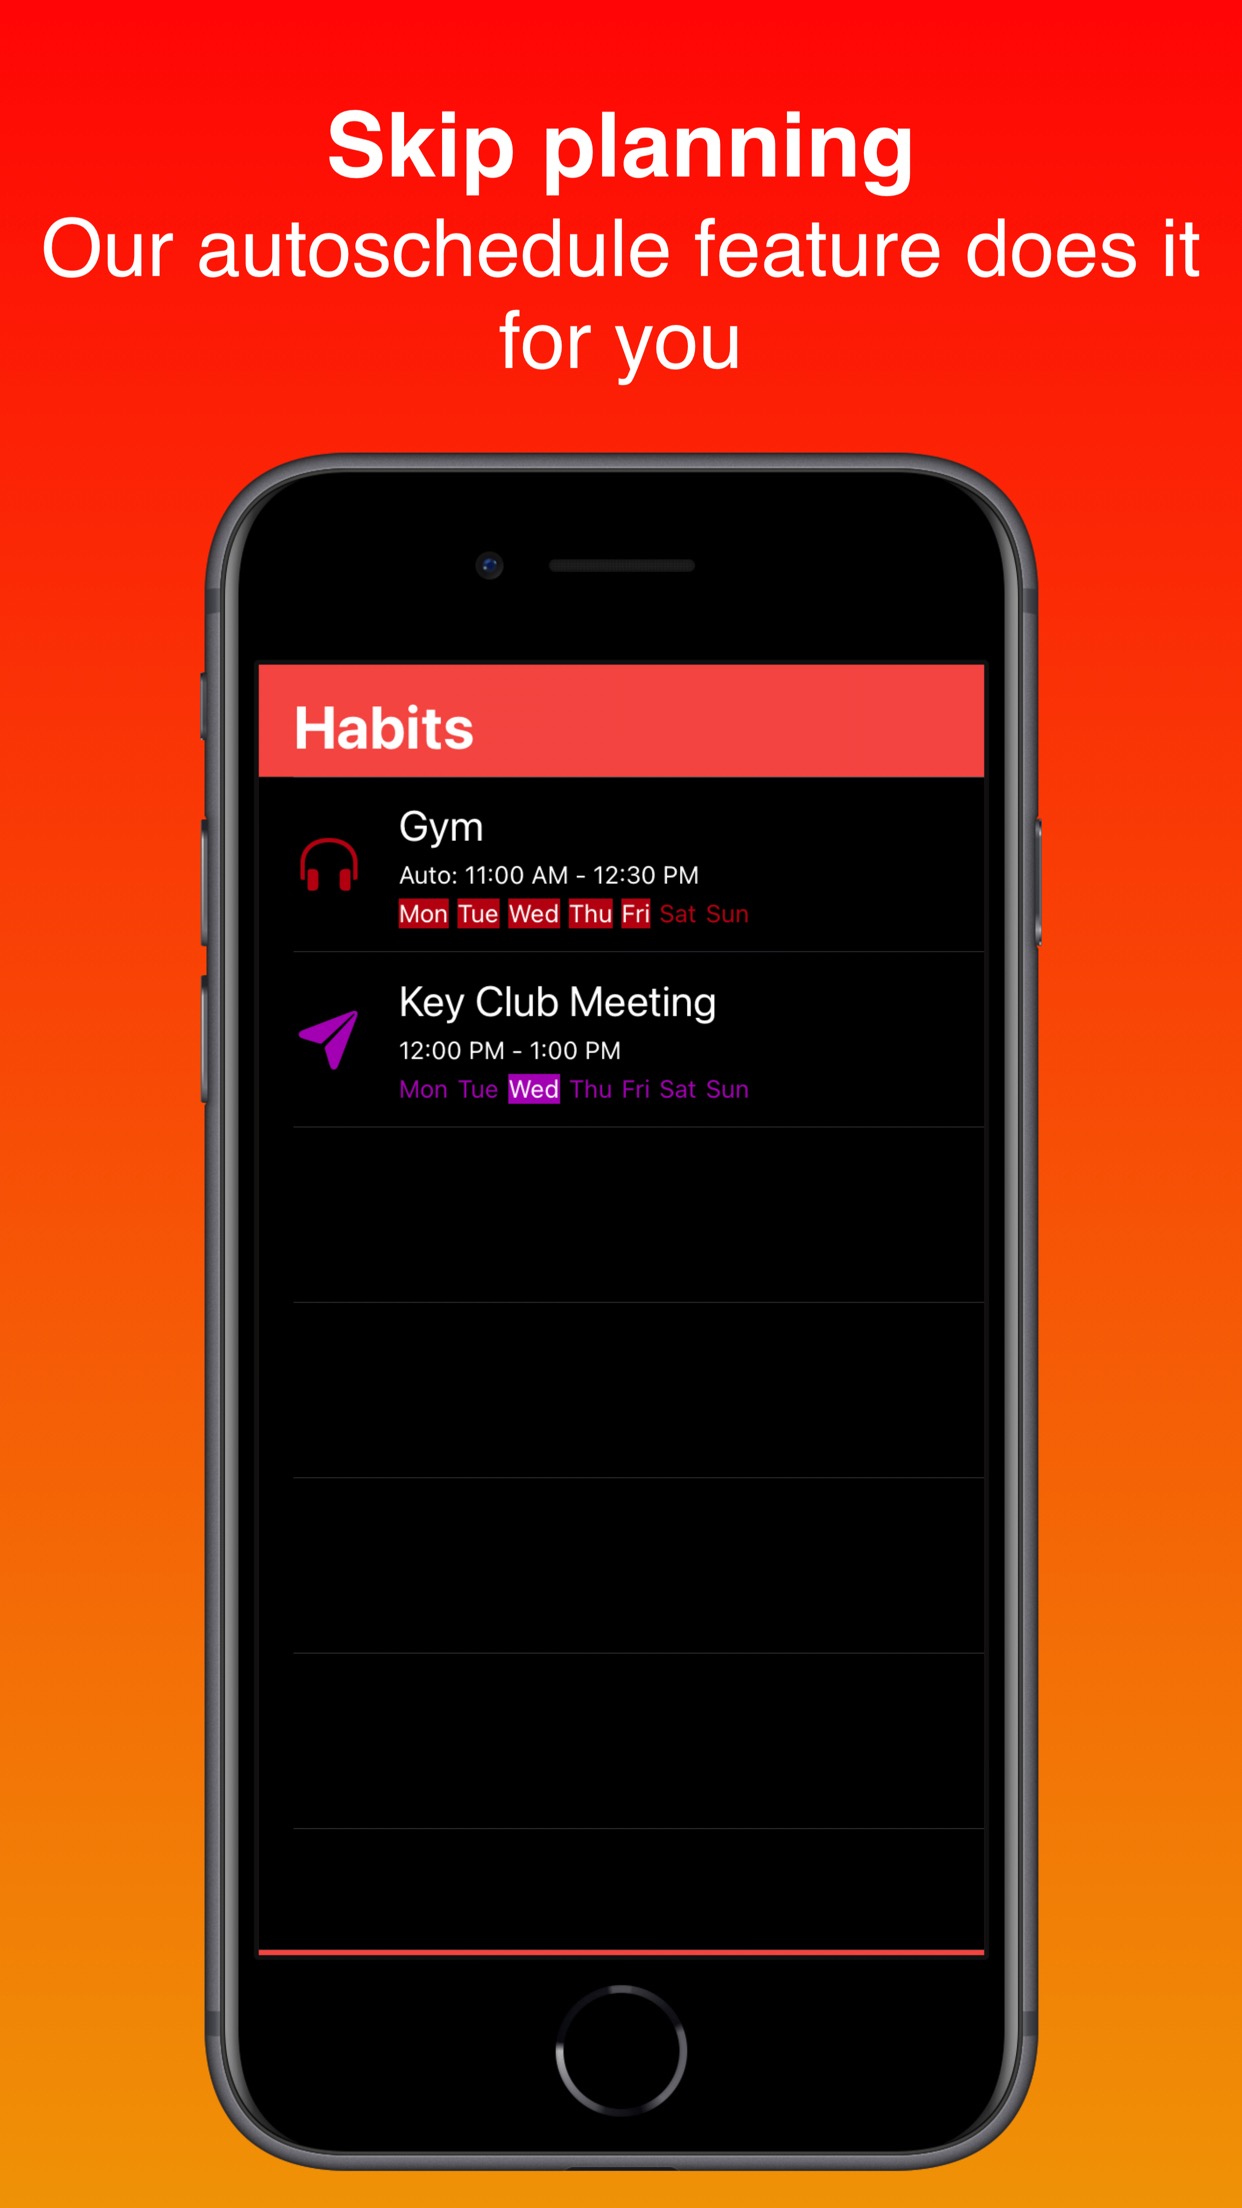 Skip planning
Our autoschedule feature does it
for you
Habits
Gym
Auto: 11:00 AM - 12:30 PM
Mon Tue Wed Thu Fri Sat Sun
Key Club Meeting
12:00 PM - 1:00 PM
Mon Tue Wed Thu Fri Sat Sun